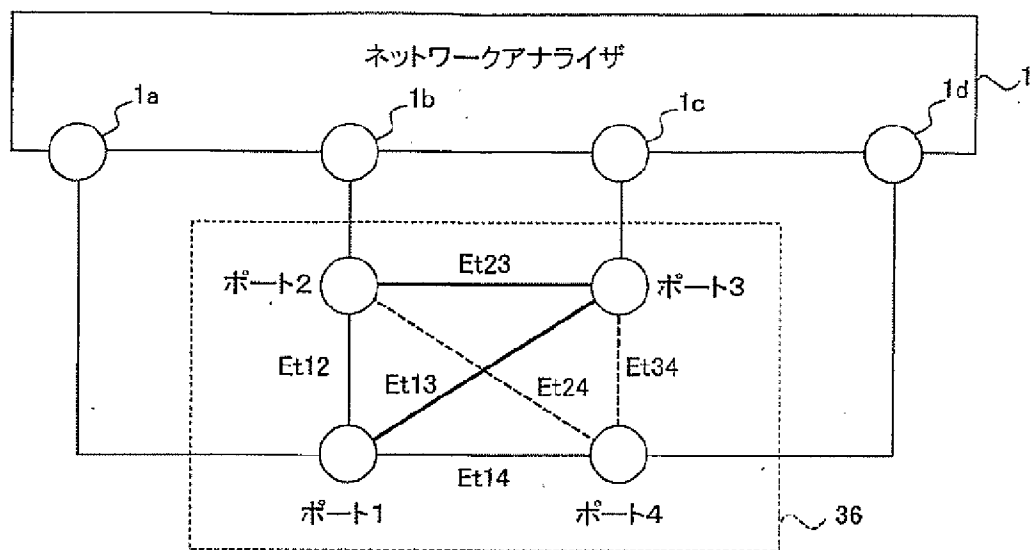 ネットワークアナライザ
1
1a
1b
1c
1d
ポート2
Et23
ポート3
Et12
Et13
Et24
Et34
Et14
ポート1
ポート4
36